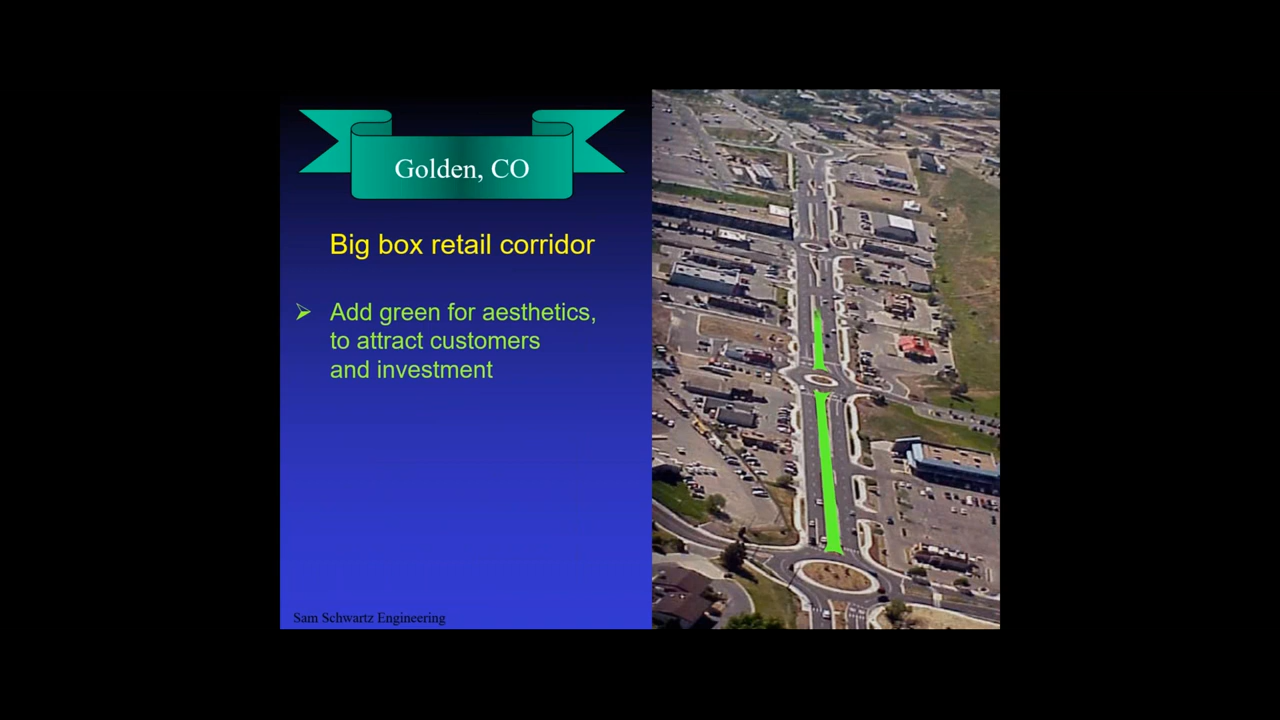 Golden, CO
Big box retail corridor
Add green for aesthetics,
to attract customers
and investment
Sam Schwartz Engineering